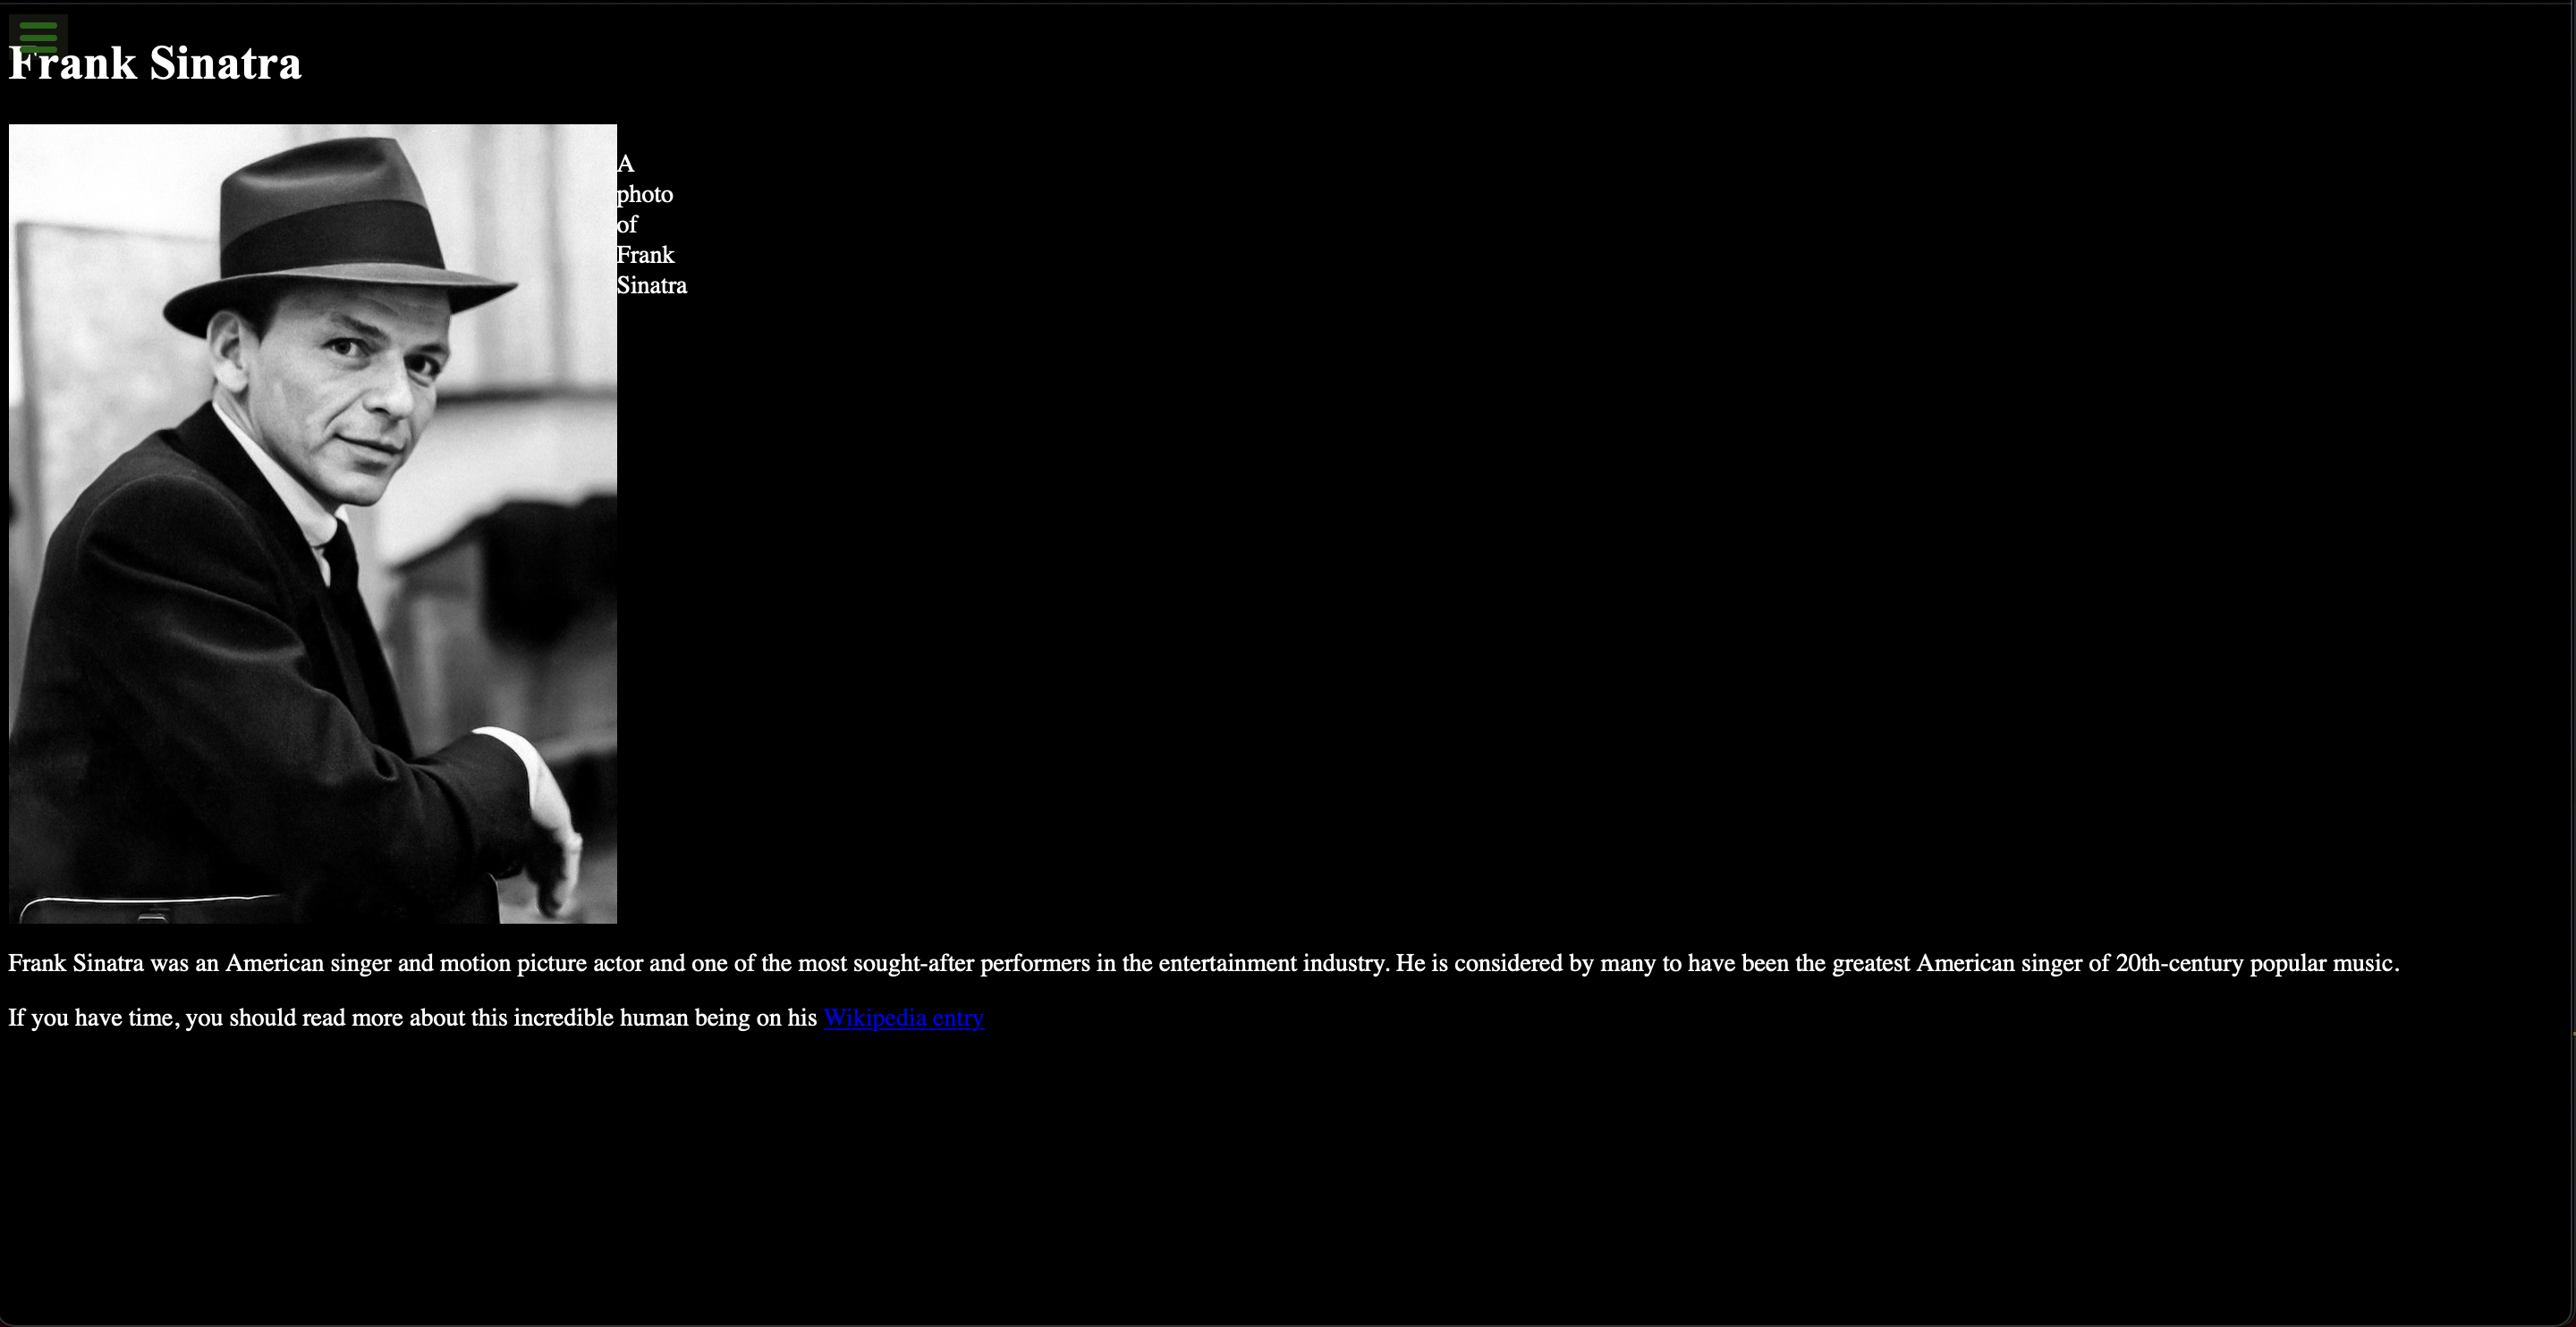 Frank Sinatra
A
photo
of
Frank
Sinatra
Frank Sinatra was an American singer and motion picture actor and one of the most sought-after performers in the entertainment industry. He is considered by many to have been the greatest American singer of 20th-century popular music.
If you have time, you should read more about this incredible human being on his Wikipedia entry